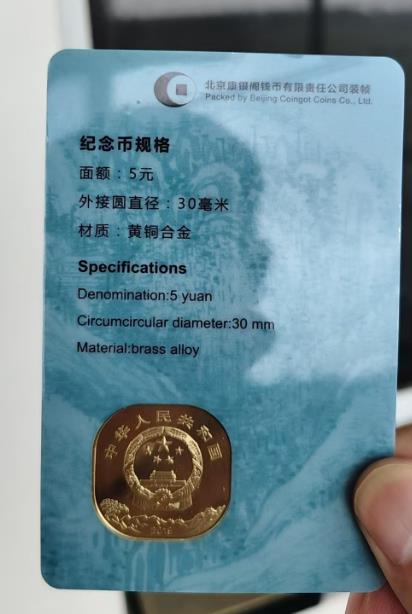 北京康银阁钱币有限责任公司装帧
Packed by Beijing Coingot Coins Co., Ltd.
纪念币规格
面额：5元
外接圆直径：30毫米
材质：黄铜合金
Specifications
Denomination:5 yuan
Circumcircular diameter:30 mm
Material:brass alloy
中华人民共和国
2019